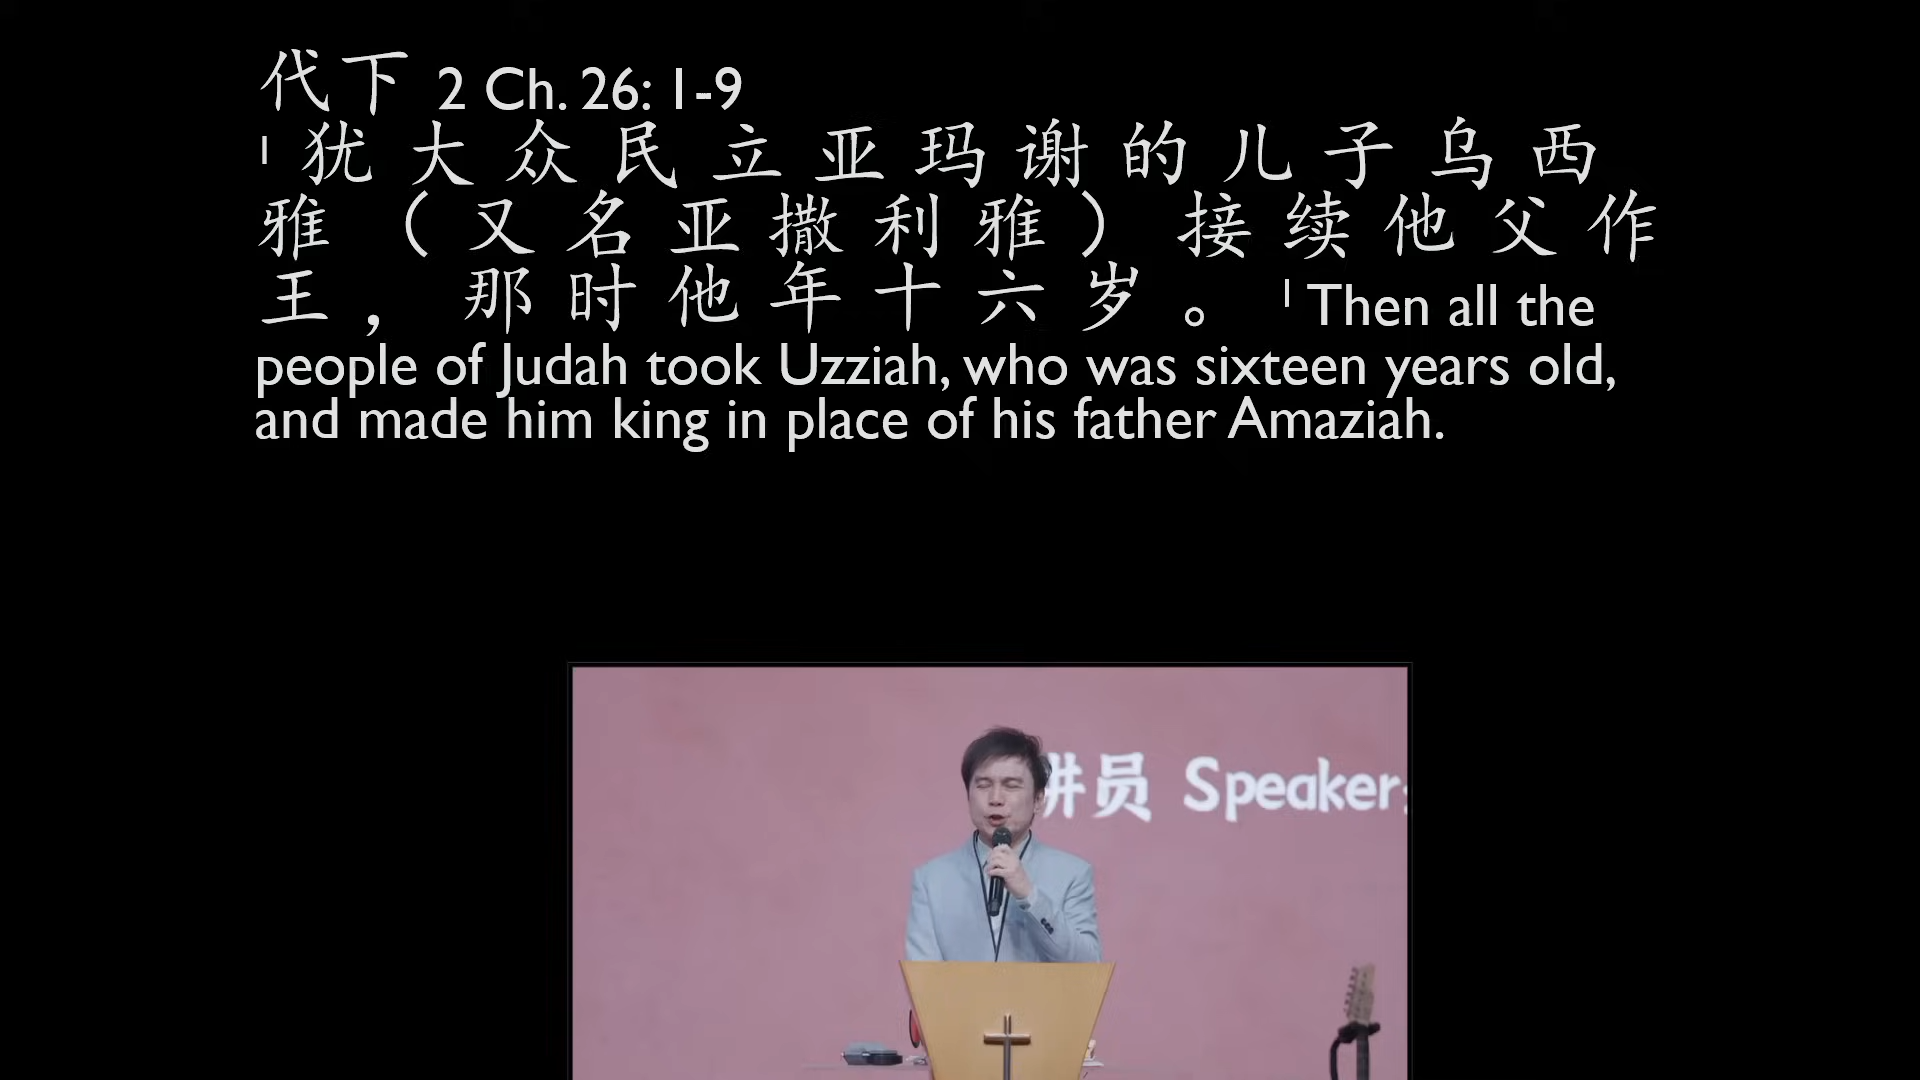 代下 2 Ch. 26: 1-9
1 犹大众民立亚玛谢的儿子乌西
雅（又名亚撒利雅）接续他父作
王，那时他年十六岁。 1 Then all the
people of Judah took Uzziah, who was sixteen years old,
and made him king in place of his father Amaziah.
讲员 Speaker: